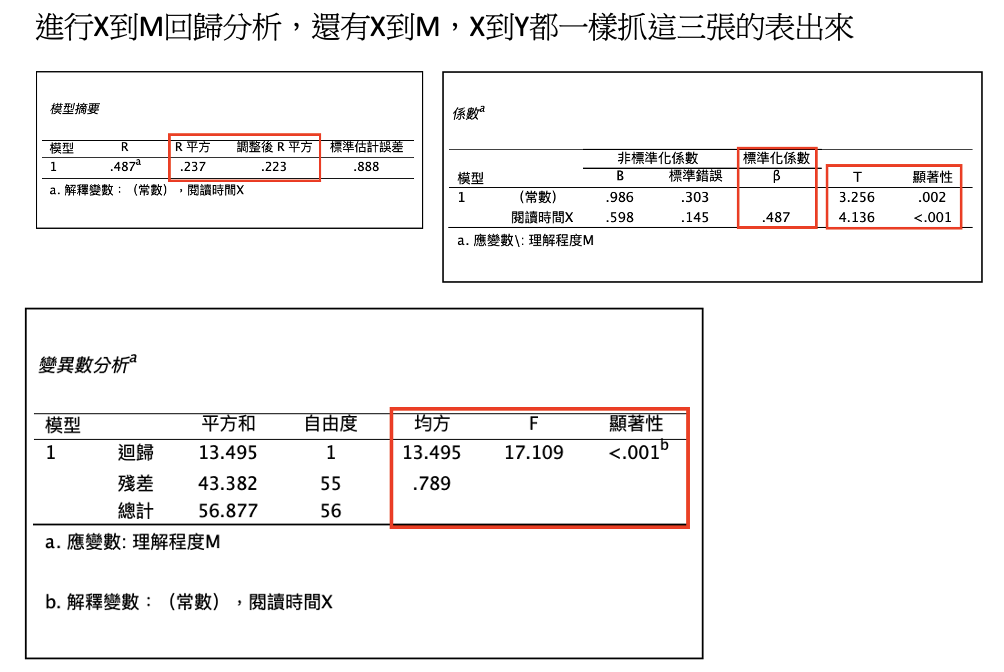 進行X到M回歸分析，還有X到M，X到Y都一樣抓這三張的表出來
模型摘要
模型 R R 平方 調整後 R 平方 標準估計誤差
1 .487a .237 .223 .888
a. 解釋變數：（常數），閱讀時間X
係數a
非標準化係數 標準化係數
模型 B 標準錯誤 β T 顯著性
1 （常數） .986 .303 3.256 .002
閱讀時間X .598 .145 .487 4.136 <.001
a. 應變數\: 理解程度M
變異數分析a
模型 平方和 自由度 均方 F 顯著性
1 迴歸 13.495 1 13.495 17.109 <.001b
殘差 43.382 55 .789
總計 56.877 56
a. 應變數: 理解程度M
b. 解釋變數：（常數），閱讀時間X